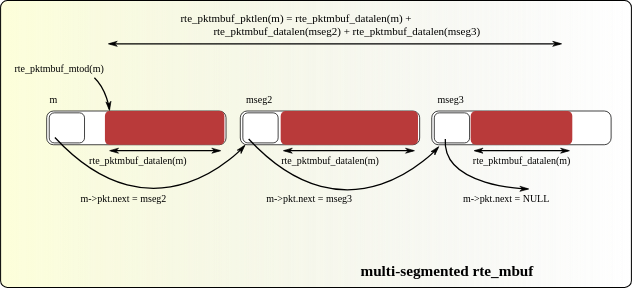 rte_pktmbuf_pktlen(m) = rte_pktmbuf_datalen(m) +
rte_pktmbuf_datalen(mseg2) + rte_pktmbuf_datalen(mseg3)
rte_pktmbuf_mtod(m)
m
mseg2
mseg3
rte_pktmbuf_datalen(m)
rte_pktmbuf_datalen(m)
rte_pktmbuf_datalen(m)
m->pkt.next = mseg2
m->pkt.next = mseg3
m->pkt.next = NULL
multi-segmented rte_mbuf